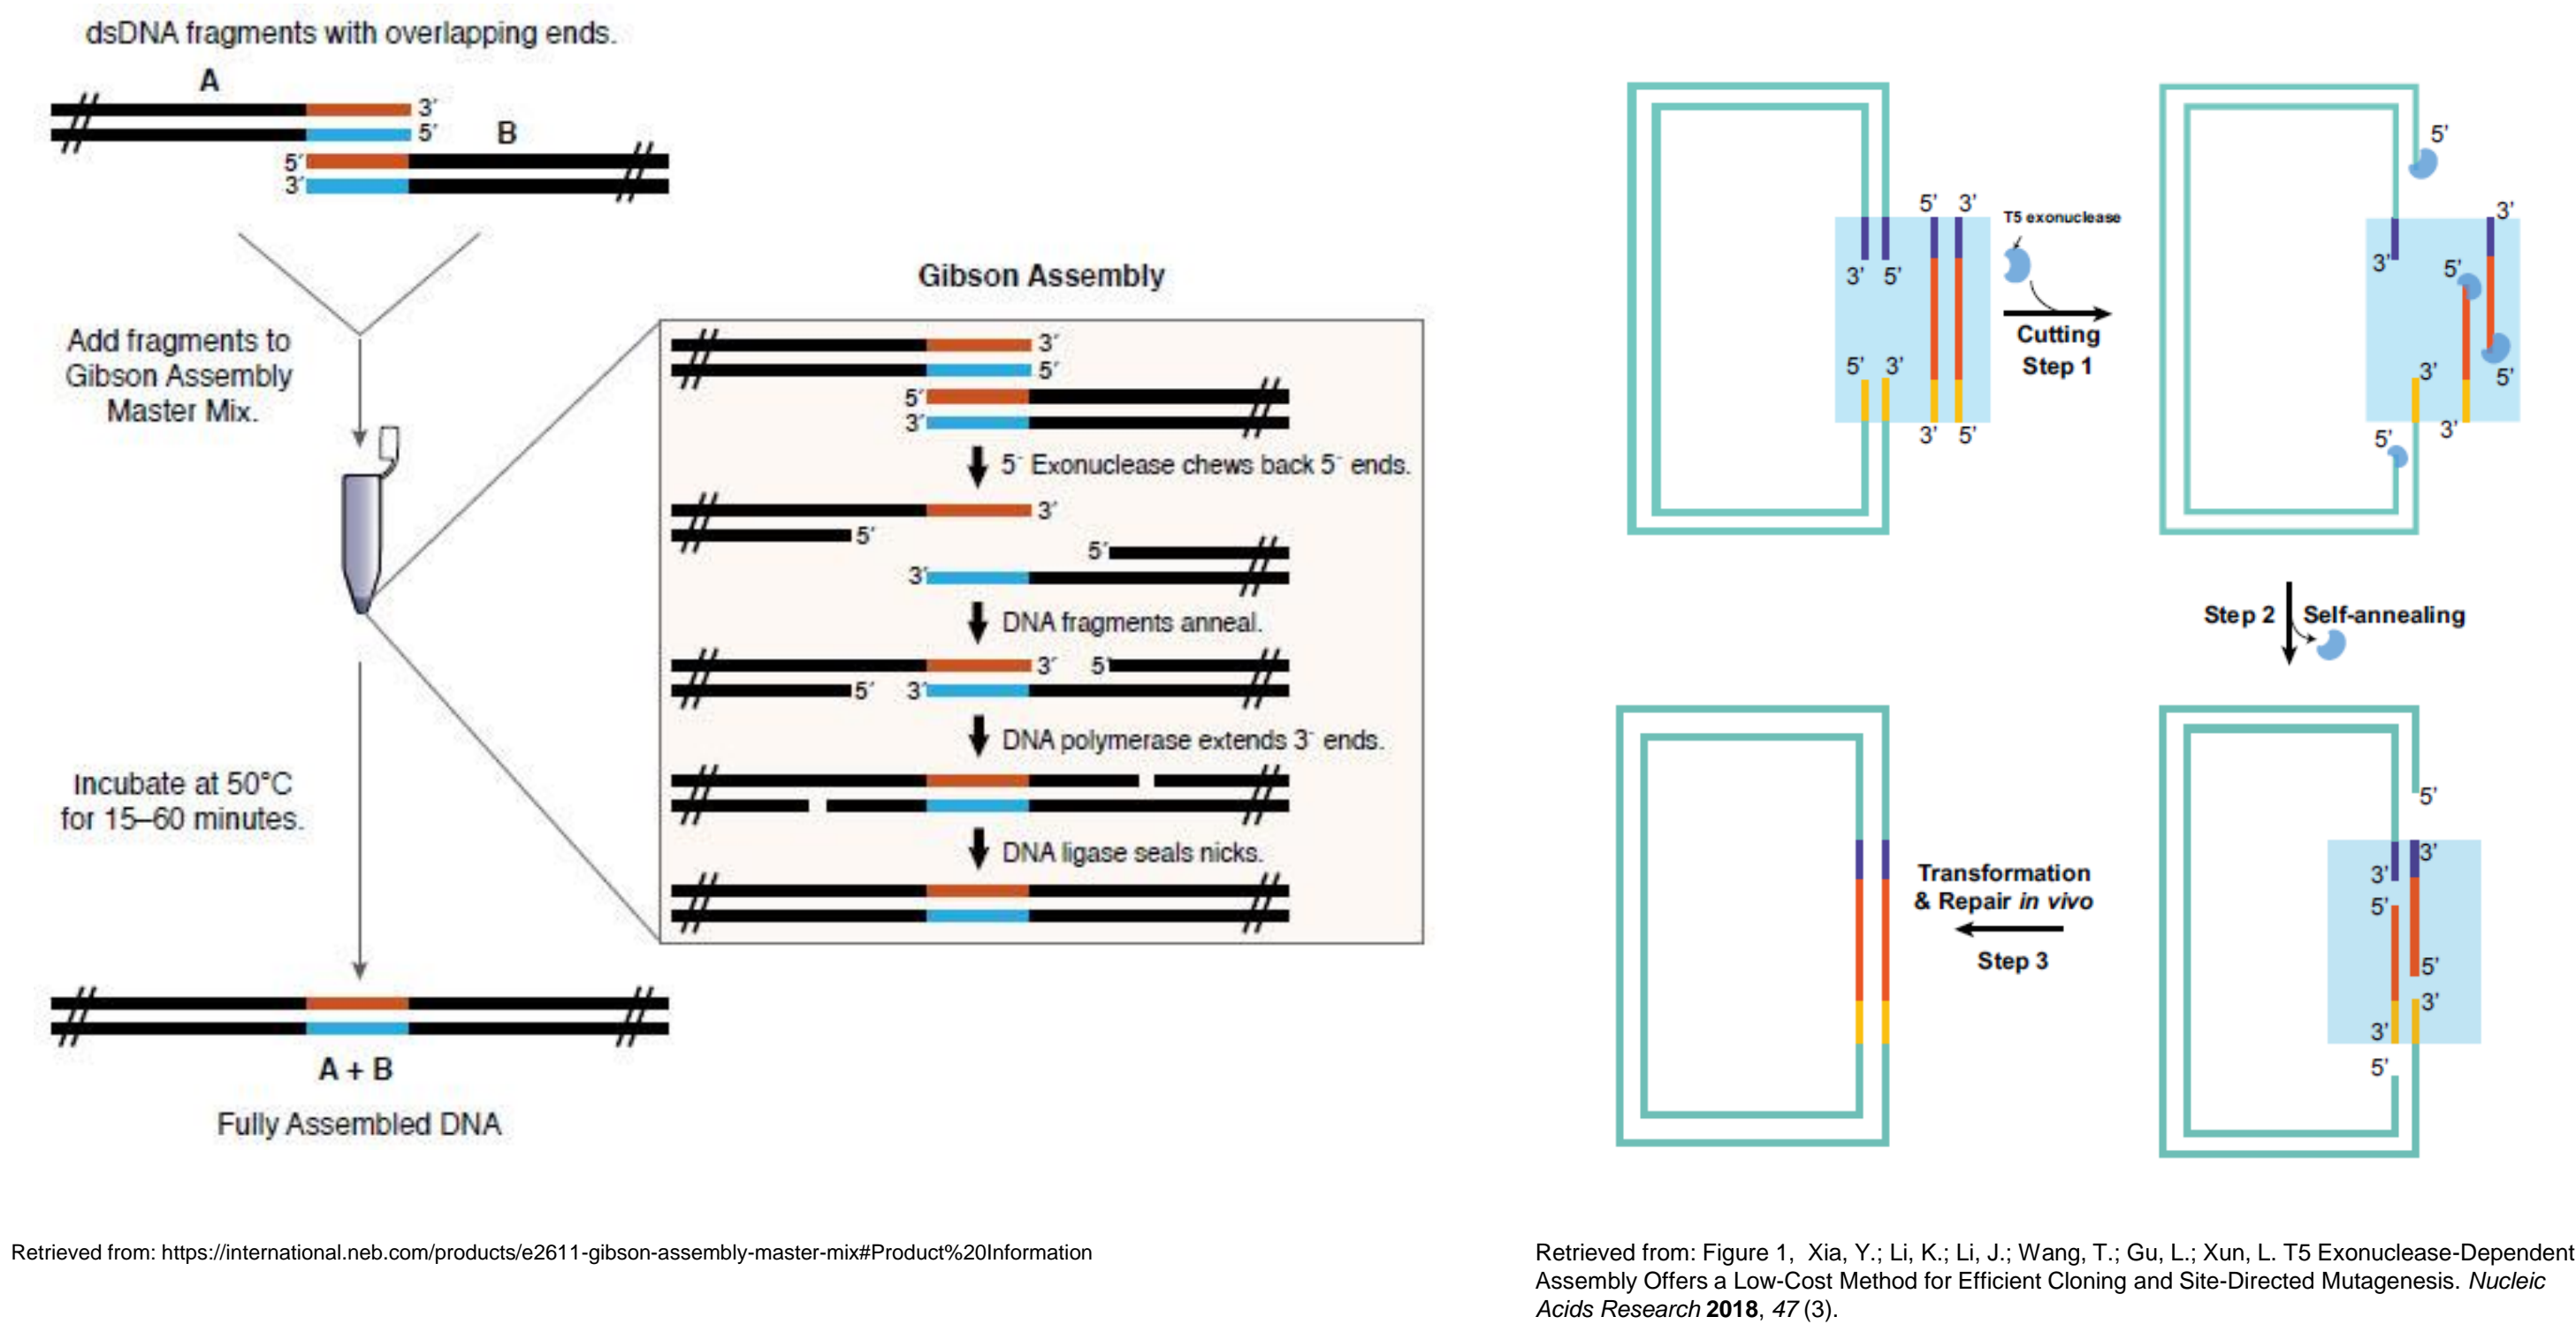 dsDNA fragments with overlapping ends.
A
3′
5′
B
5′
3′
Add fragments to
Gibson Assembly
Master Mix.
Incubate at 50°C
for 15–60 minutes.
A + B
Fully Assembled DNA
Gibson Assembly
3′
5′
5′
3′
5′ Exonuclease chews back 5′ ends.
3′
5′
5′
3′
DNA fragments anneal.
3′ 5′
5′ 3′
DNA polymerase extends 3′ ends.
DNA ligase seals nicks.
5’ 3’
3’ 5’
5’ 3’
3’ 5’
T5 exonuclease
Cutting
Step 1
5’
3’
3’
5’
3’
5’
3’
5’
Step 2 Self-annealing
5’
3’
3’
5’
5’
3’
3’
5’
Transformation
& Repair in vivo
Step 3
Retrieved from: https://international.neb.com/products/e2611-gibson-assembly-master-mix#Product%20Information
Retrieved from: Figure 1, Xia, Y.; Li, K.; Li, J.; Wang, T.; Gu, L.; Xun, L. T5 Exonuclease-Dependent
Assembly Offers a Low-Cost Method for Efficient Cloning and Site-Directed Mutagenesis. Nucleic
Acids Research 2018, 47 (3).